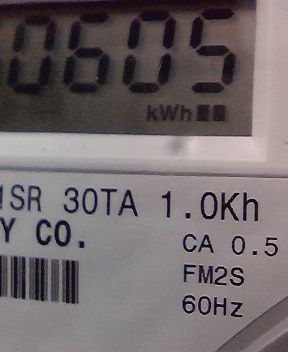 0605
kWh
1SR 30TA 1.0Kh
Y CO.
CA 0.5
FM2S
60Hz